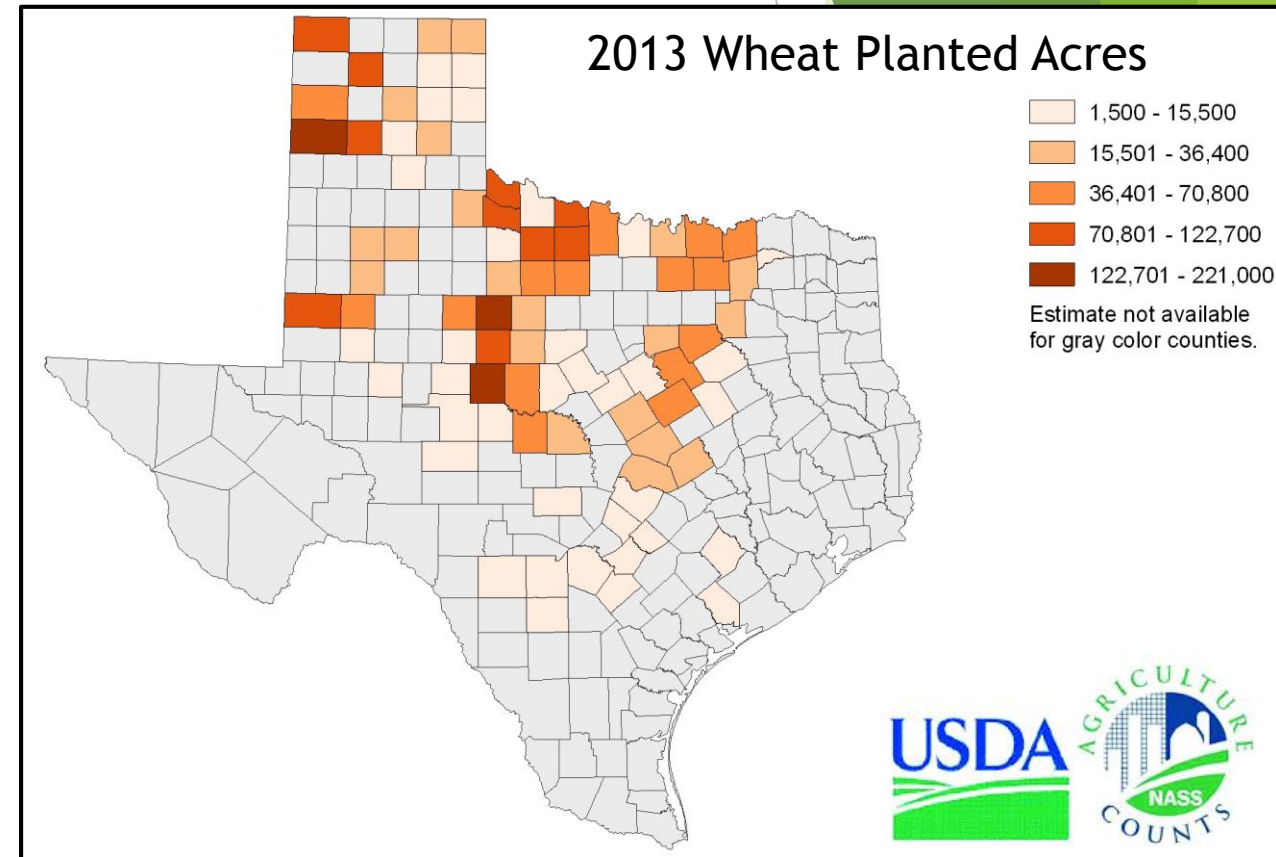 2013 Wheat Planted Acres
1,500 - 15,500
15,501 - 36,400
36,401 - 70,800
70,801 - 122,700
122,701 - 221,000
Estimate not available
for gray color counties.
USDA
AGRICULTURE
NASS
COUNTS